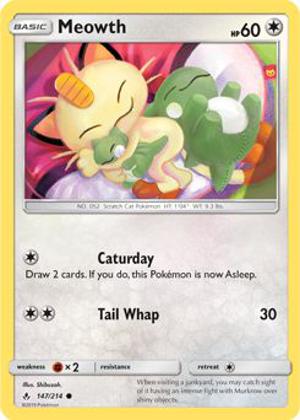 BASIC Meowth HP60
NO. 052 Scratch Cat Pokémon HT: 1'04" WT: 9.3 lbs.
Caturday
Draw 2 cards. If you do, this Pokémon is now Asleep.
Tail Whap 30
weakness ×2 resistance retreat
Illus. Shibuzoh.
147/214
©2019 Pokémon
When visiting a junkyard, you may catch
sight of it having an intense fight with Murkrow over
shiny objects.